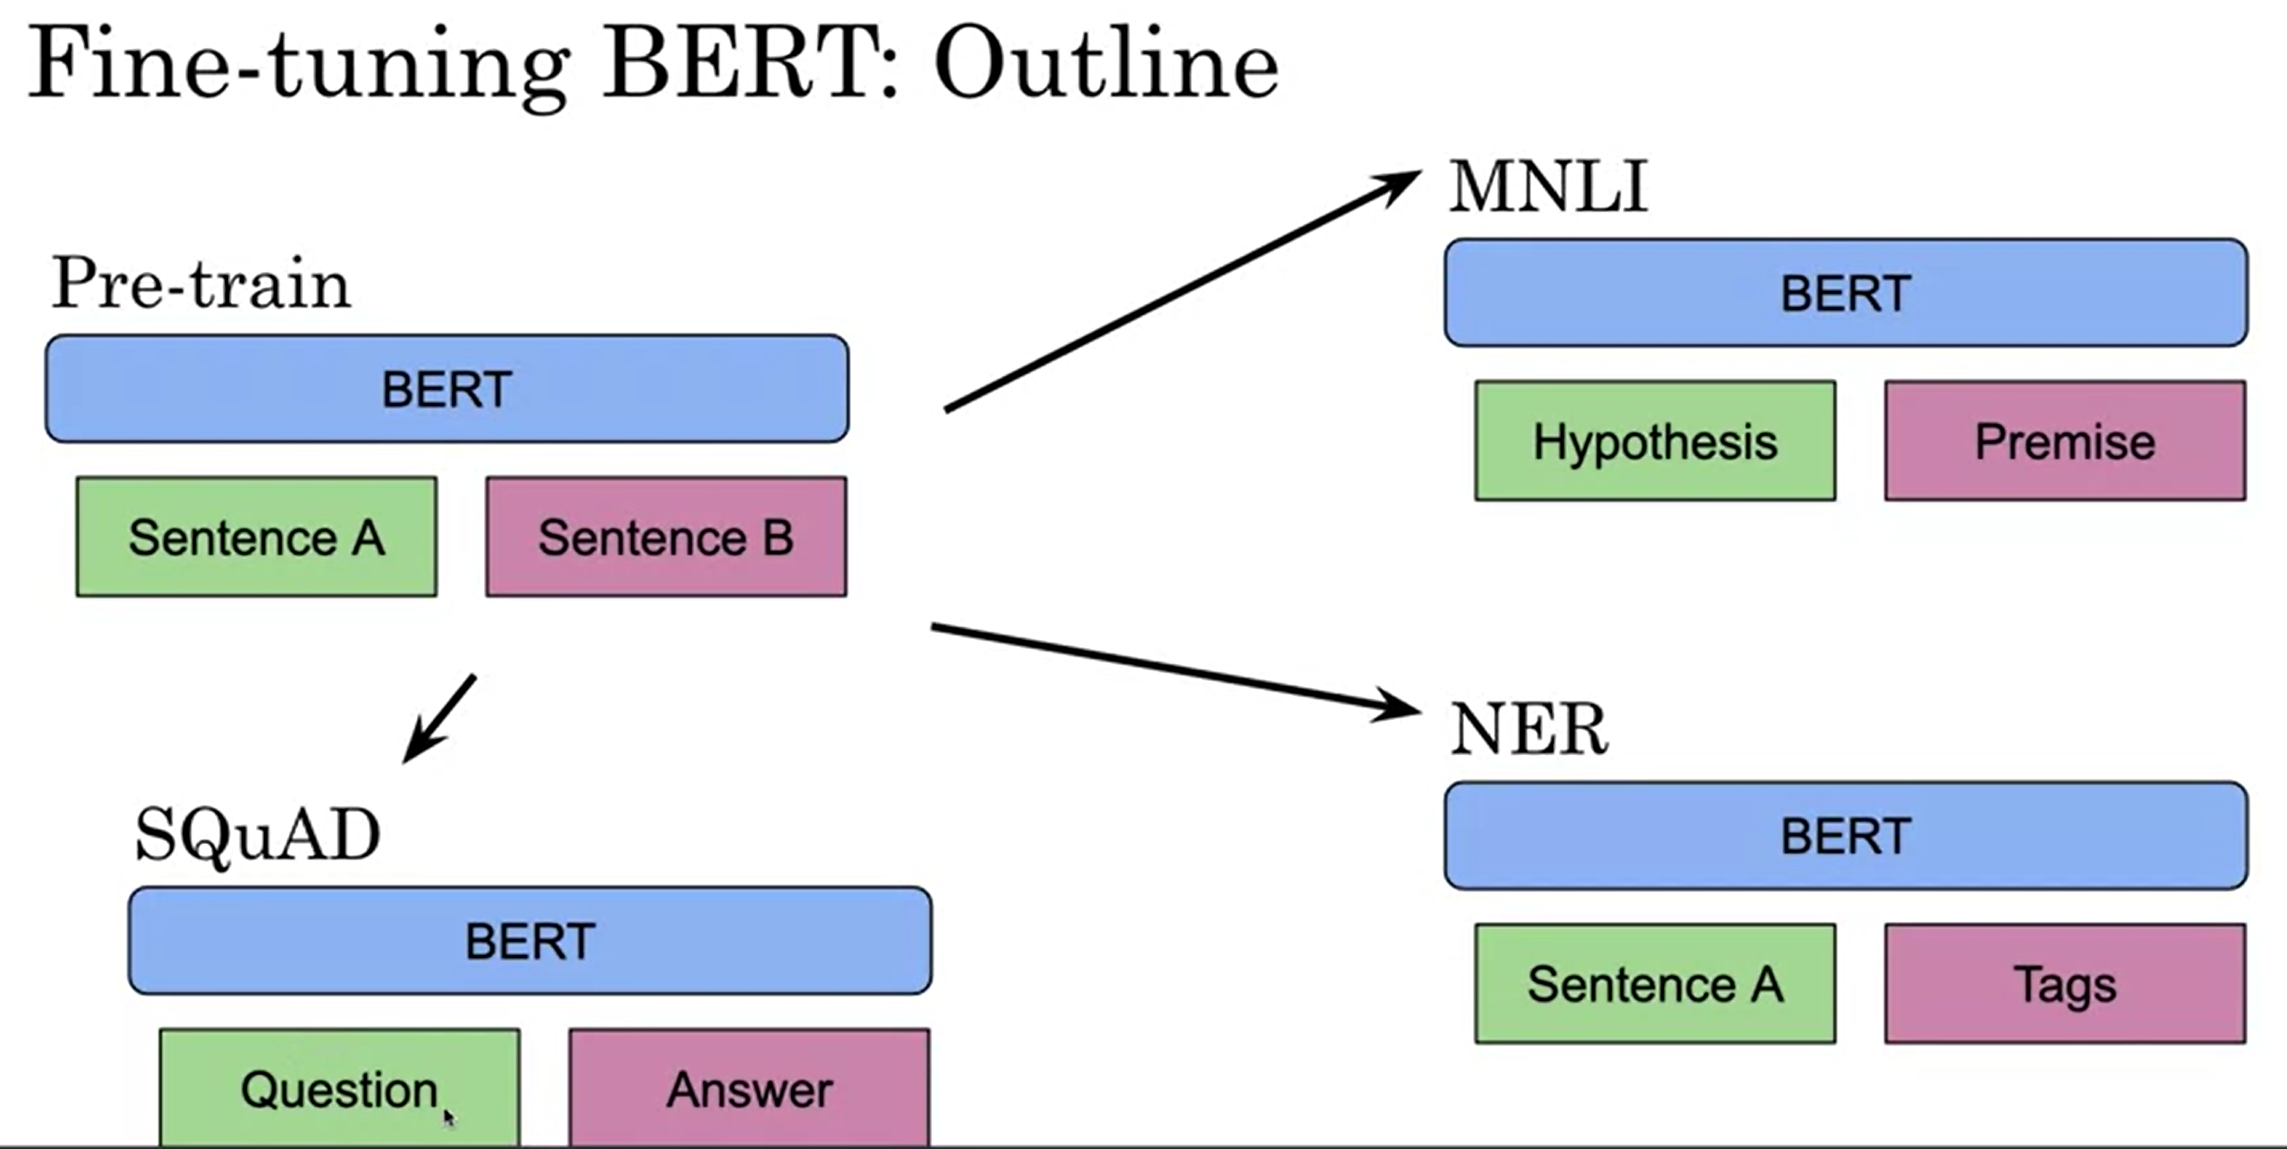 Fine-tuning BERT: Outline
Pre-train
BERT
Sentence A
Sentence B
MNLI
BERT
Hypothesis
Premise
SQuAD
BERT
Question
Answer
NER
BERT
Sentence A
Tags